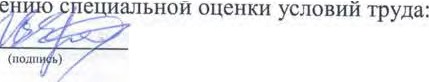 ению специальной оценки условий труда:
(подпись)